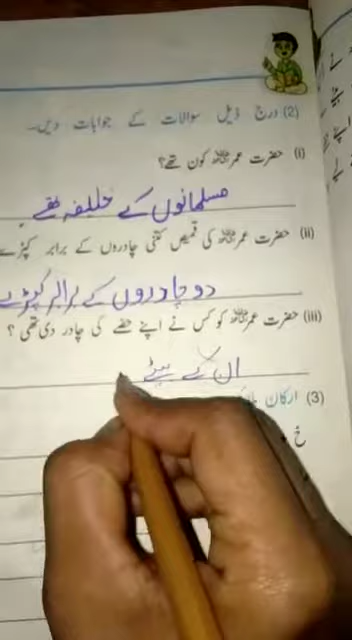 (2) درج ذیل سوالات کے جوابات دیں۔
(i) حضرت عمرؓ کون تھے؟
مسلمانوں کے خلیفہ تھے
(ii) حضرت عمرؓ کی قمیص کتنی چادروں کے برابر کپڑے
دو چادروں کے برابر کپڑے
(iii) حضرت عمرؓ کو کس نے اپنے حصے کی چادر دی تھی؟
ان کے بیٹے
(3) ارکان
خ